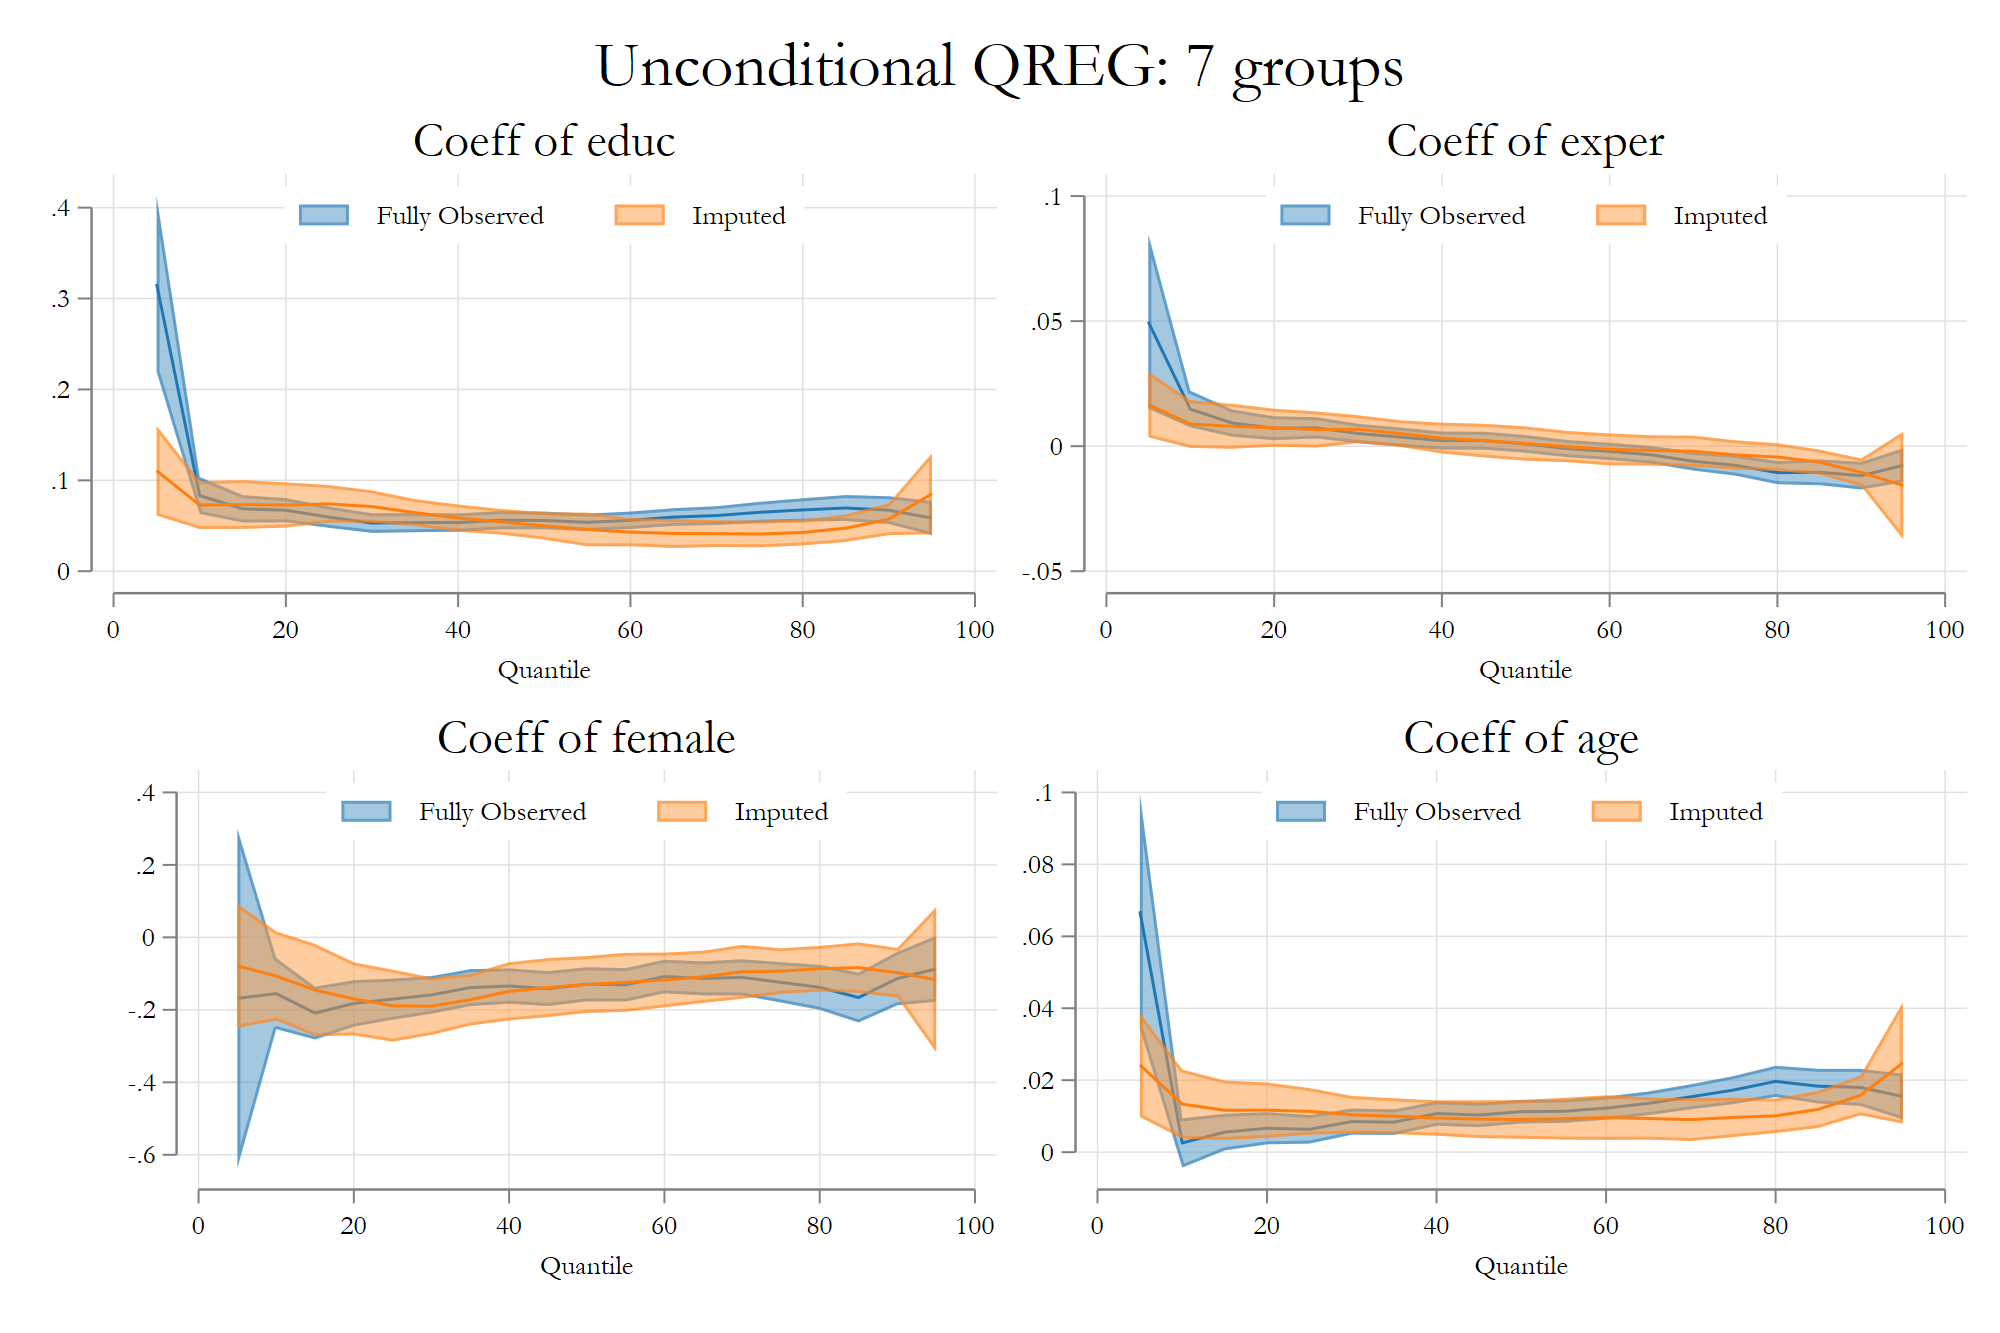 Unconditional QREG: 7 groups
Coeff of educ
Fully Observed Imputed
.4
.3
.2
.1
0
0 20 40 60 80 100
Quantile
Coeff of exper
Fully Observed Imputed
.1
.05
0
-.05
0 20 40 60 80 100
Quantile
Coeff of female
Fully Observed Imputed
.4
.2
0
-.2
-.4
-.6
0 20 40 60 80 100
Quantile
Coeff of age
Fully Observed Imputed
.1
.08
.06
.04
.02
0
0 20 40 60 80 100
Quantile